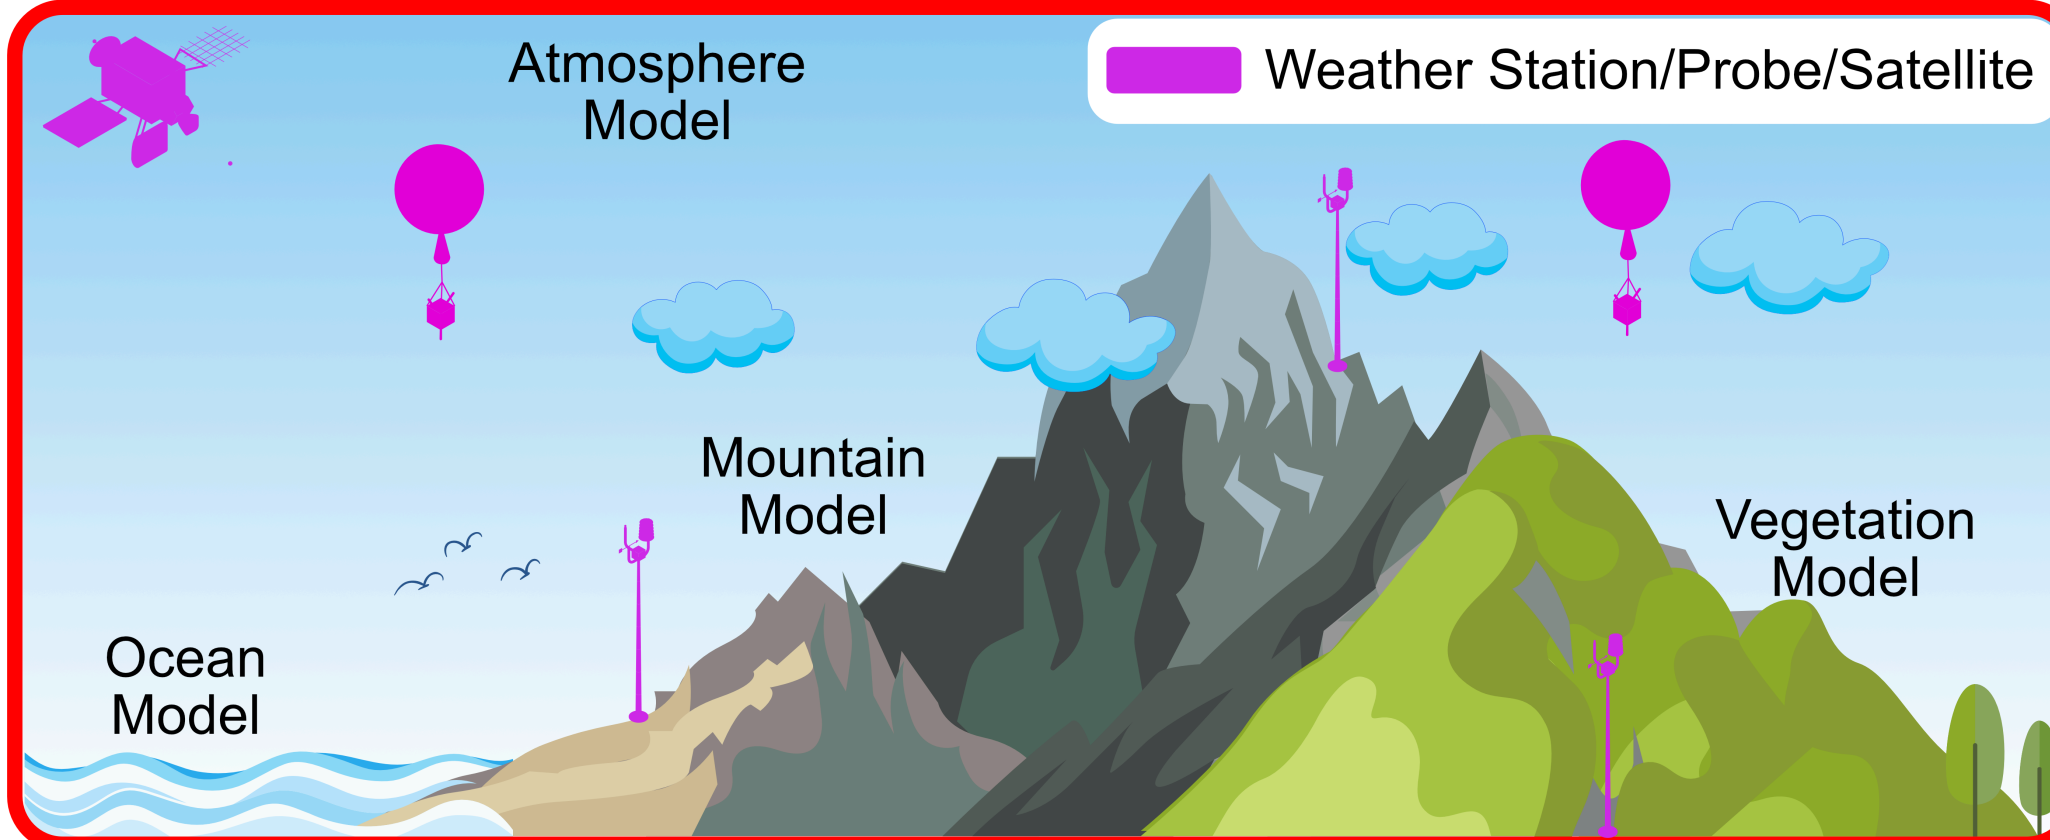 Atmosphere
Model
Weather Station/Probe/Satellite
Mountain
Model
Vegetation
Model
Ocean
Model